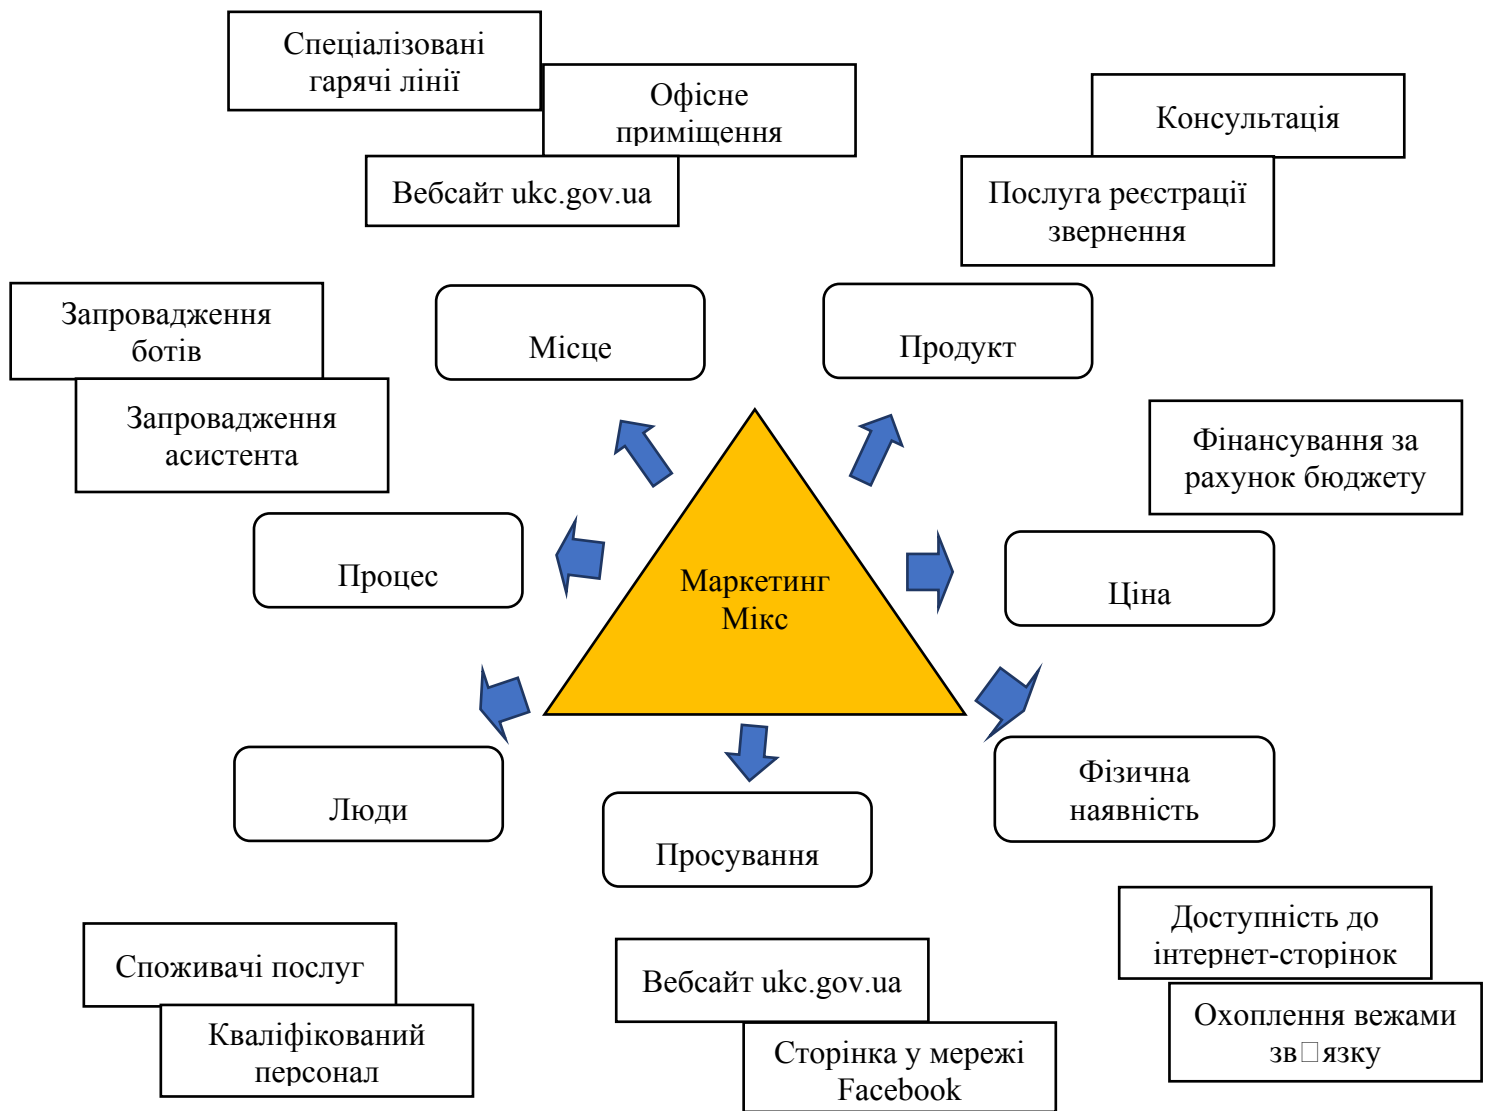 Спеціалізовані
гарячі лінії
Офісне
приміщення
Вебсайт ukc.gov.ua
Консультація
Послуга реєстрації
звернення
Запровадження
ботів
Запровадження
асистента
Місце
Продукт
Фінансування за
рахунок бюджету
Процес
Маркетинг
Мікс
Ціна
Люди
Просування
Фізична
наявність
Споживачі послуг
Кваліфікований
персонал
Вебсайт ukc.gov.ua
Сторінка у мережі
Facebook
Доступність до
інтернет-сторінок
Охоплення вежами
зв□язку